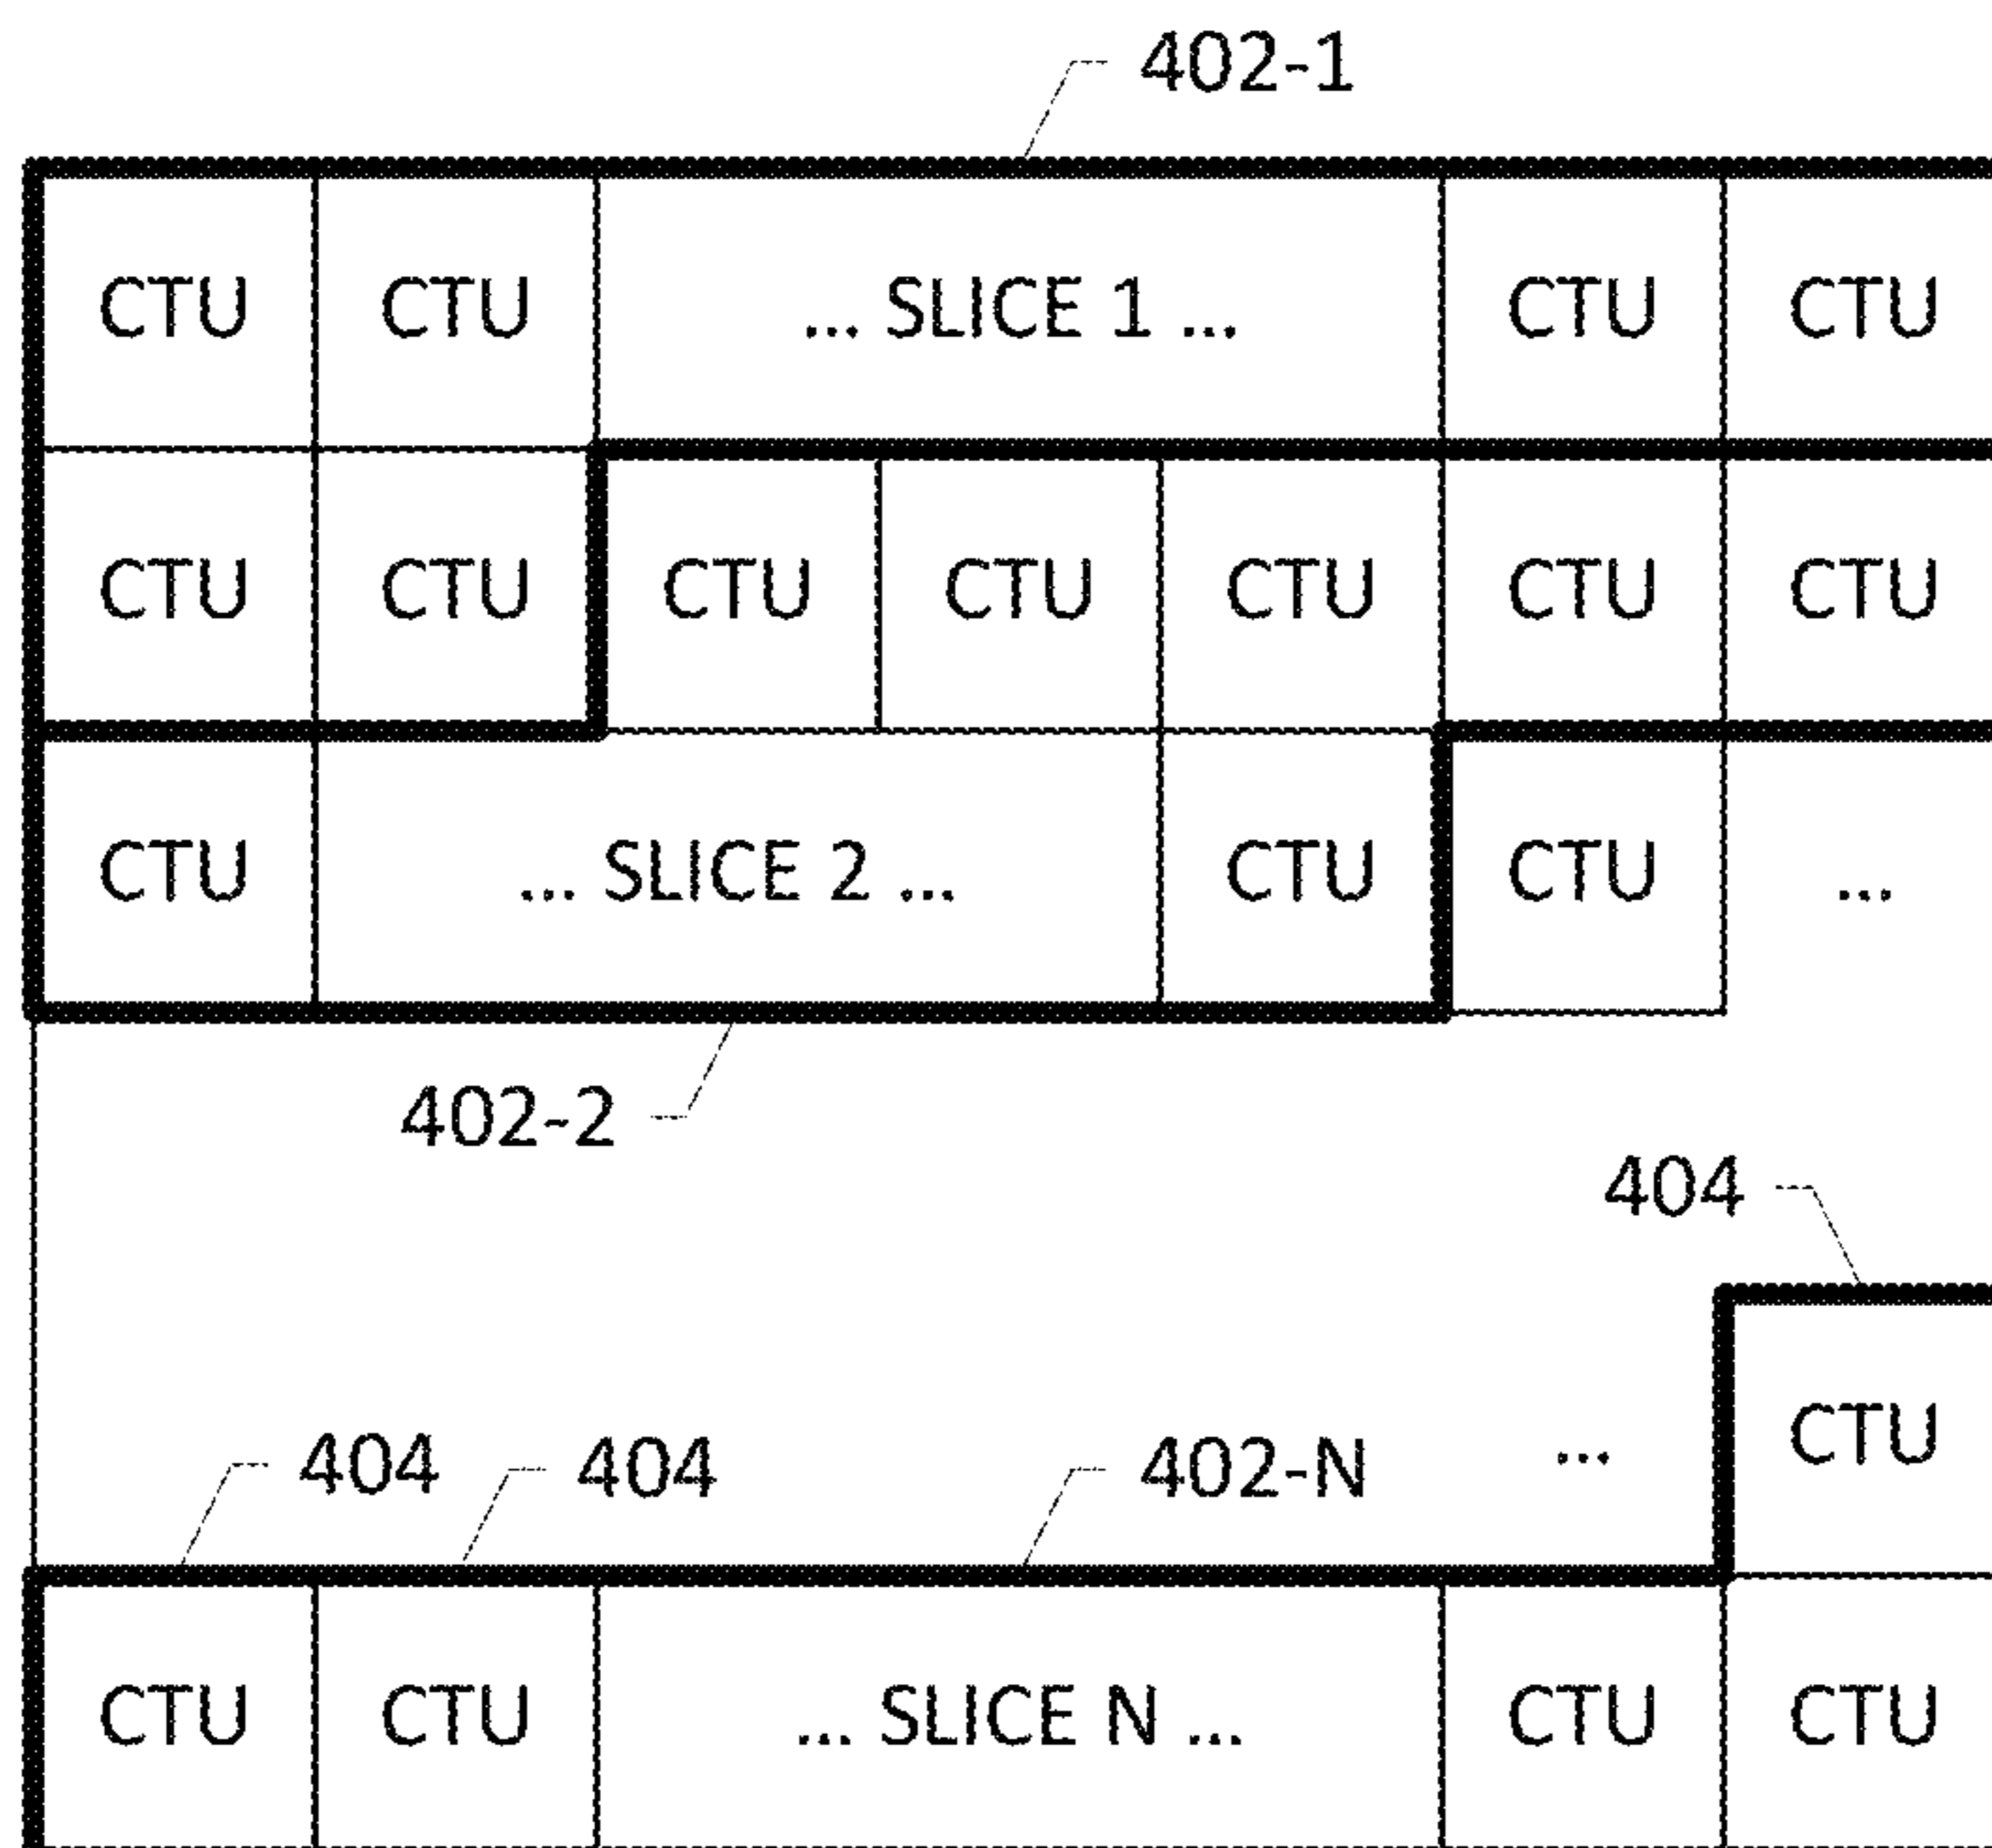 402-1
CTU CTU ... SLICE 1 ... CTU CTU
CTU CTU CTU CTU CTU CTU CTU
CTU ... SLICE 2 ... CTU CTU ...
402-2
404
... CTU
404 404 402-N
CTU CTU ... SLICE N ... CTU CTU